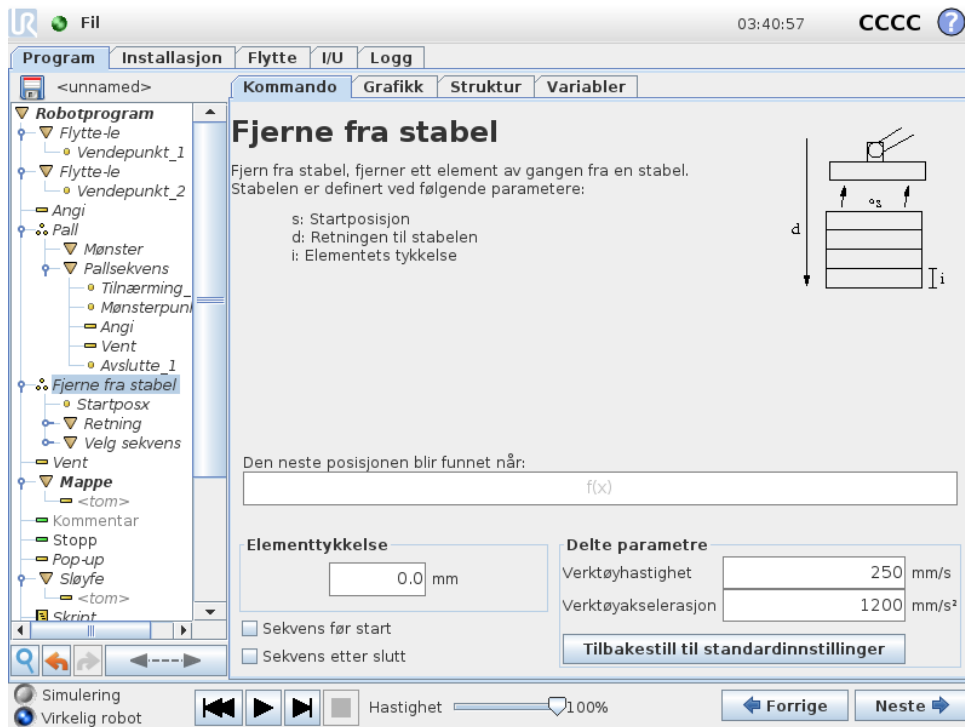 UR Fil 03:40:57 CCCC ?
Program Installasjon Flytte I/U Logg
<unnamed>
Kommando Grafikk Struktur Variabler
Robotprogram
Flytte-le
Vendepunkt_1
Flytte-le
Vendepunkt_2
Angi
Pall
Mønster
Pallsekvens
Tilnærming_
Mønsterpun
Angi
Vent
Avslutte_1
Fjerne fra stabel
Startposx
Retning
Velg sekvens
Vent
Mappe
<tom>
Kommentar
Stopp
Pop-up
Sløyfe
<tom>
Skript
Fjerne fra stabel
Fjern fra stabel, fjerner ett element av gangen fra en stabel.
Stabelen er definert ved følgende parametere:
s: Startposisjon
d: Retningen til stabelen
i: Elementets tykkelse
s
d
i
Den neste posisjonen blir funnet når:
f(x)
Elementtykkelse
0.0 mm
Sekvens før start
Sekvens etter slutt
Delte parametre
Verktøyhastighet 250 mm/s
Verktøyakselerasjon 1200 mm/s²
Tilbakestill til standardinnstillinger
Simulering
Virkelig robot
Hastighet 100%
Forrige Neste